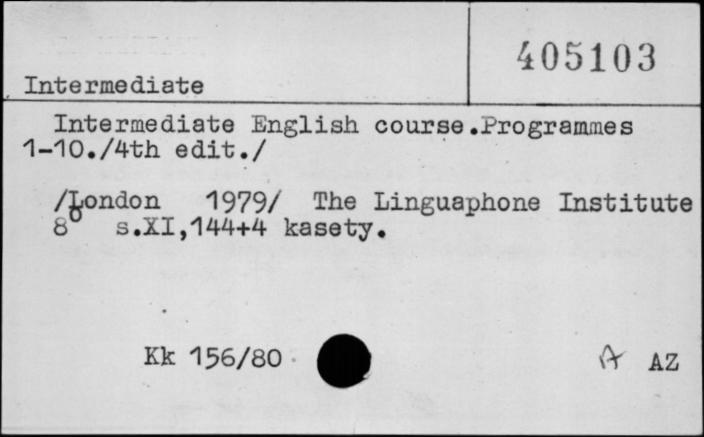 405103
Intermediate
Intermediate English course.Programmes
1-10./4th edit./
/London 1979/ The Linguaphone Institute
8° s.XI,144+4 kasety.
Kk 156/80
A AZ